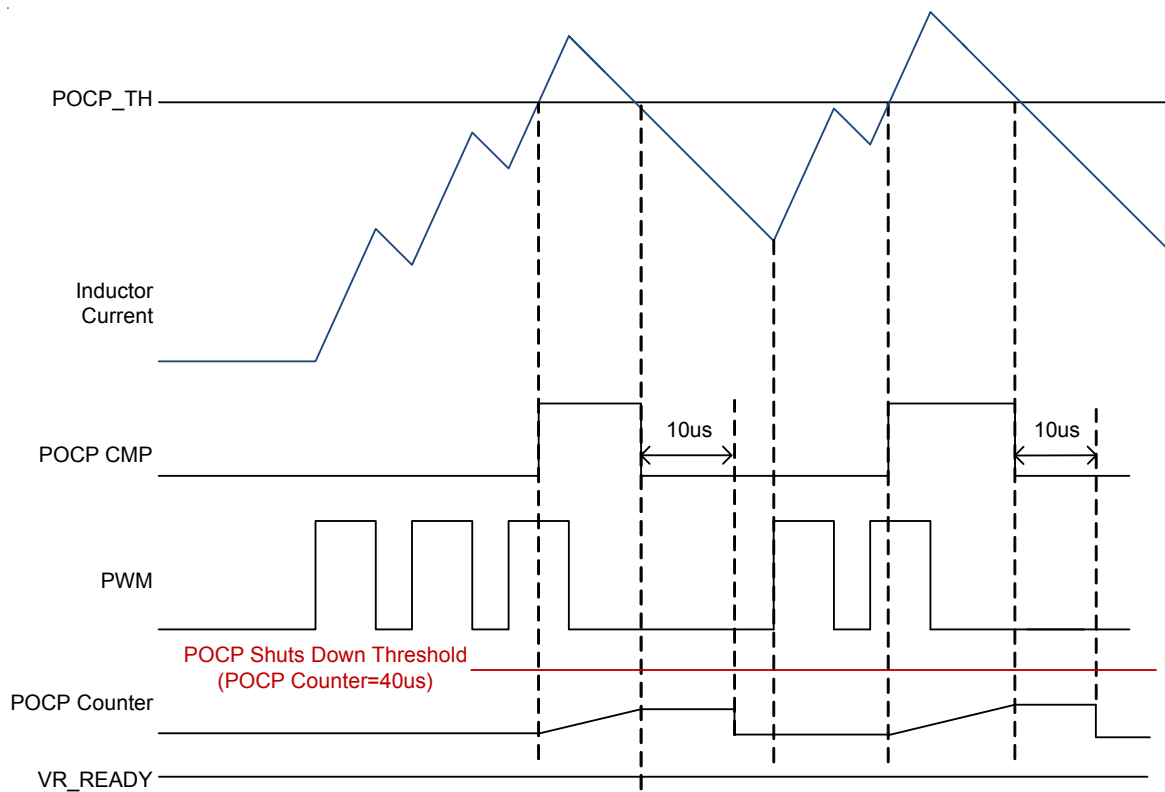 POCP_TH
Inductor
Current
10us
10us
POCP CMP
PWM
POCP Shuts Down Threshold
(POCP Counter=40us)
POCP Counter
VR_READY